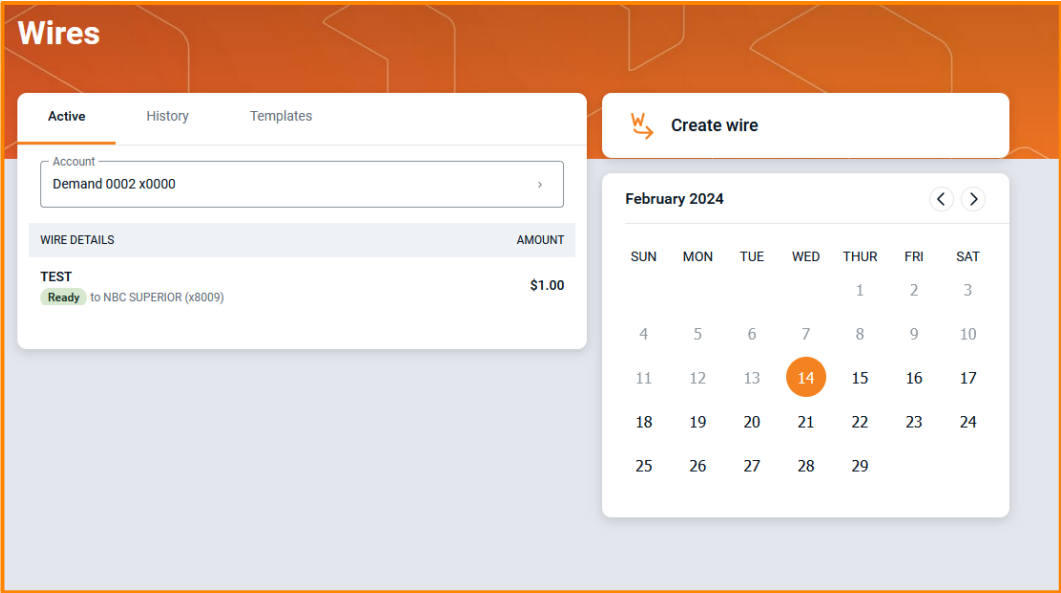 Wires
Active History Templates
Account
Demand 0002 x0000
WIRE DETAILS AMOUNT
TEST
$1.00
Ready to NBC SUPERIOR (x8009)
Create wire
February 2024
SUN MON TUE WED THUR FRI SAT
1 2 3
4 5 6 7 8 9 10
11 12 13 14 15 16 17
18 19 20 21 22 23 24
25 26 27 28 29